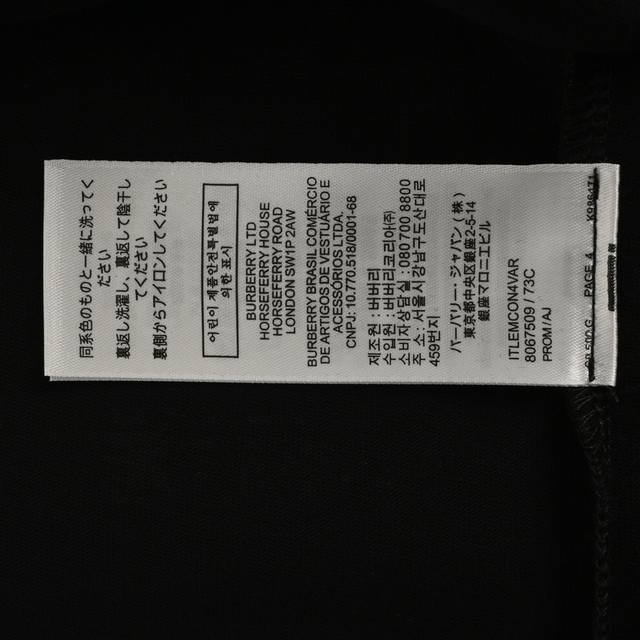 同系色のものと一緒に洗ってく
ださい
裏返し洗濯し、裏返して陰干し
てください
裏側からアイロンしてください
어린이 제품안전특별법에
의한 표시
BURBERRY LTD
HORSEFERRY HOUSE
HORSEFERRY ROAD
LONDON SW1P 2AW
BURBERRY BRASIL COMÉRCIO
DE ARTIGOS DE VESTUÁRIO E
ACESSÓRIOS LTDA.
CNPJ: 10.770.518/0001-68
제조원 : 버버리
수입원 : 버버리코리아(주)
소비자상담실 : 080 700 8800
주 소 : 서울시강남구도산대로
459번지
バーバリー・ジャパン(株)
東京都中央区銀座2-5-14
銀座マロニエビル
ITLEMCON4VAR
8067509 / 73C
PROM/AJ
PAGE 4